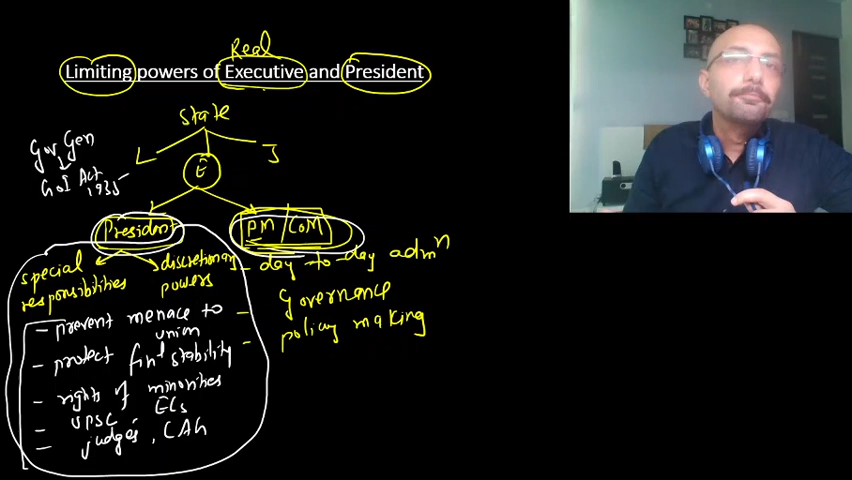 Real
Limiting powers of Executive and President
State
L E J
Gov Gen
GoI Act
1935
President
PM / COM
special
responsibilities
discretionary
powers
- prevent menace to
union
- protect finl stability
- rights of minorities
- UPSC ECs
- judges, CAG
- day - to - day admn
- Governance
- policy making